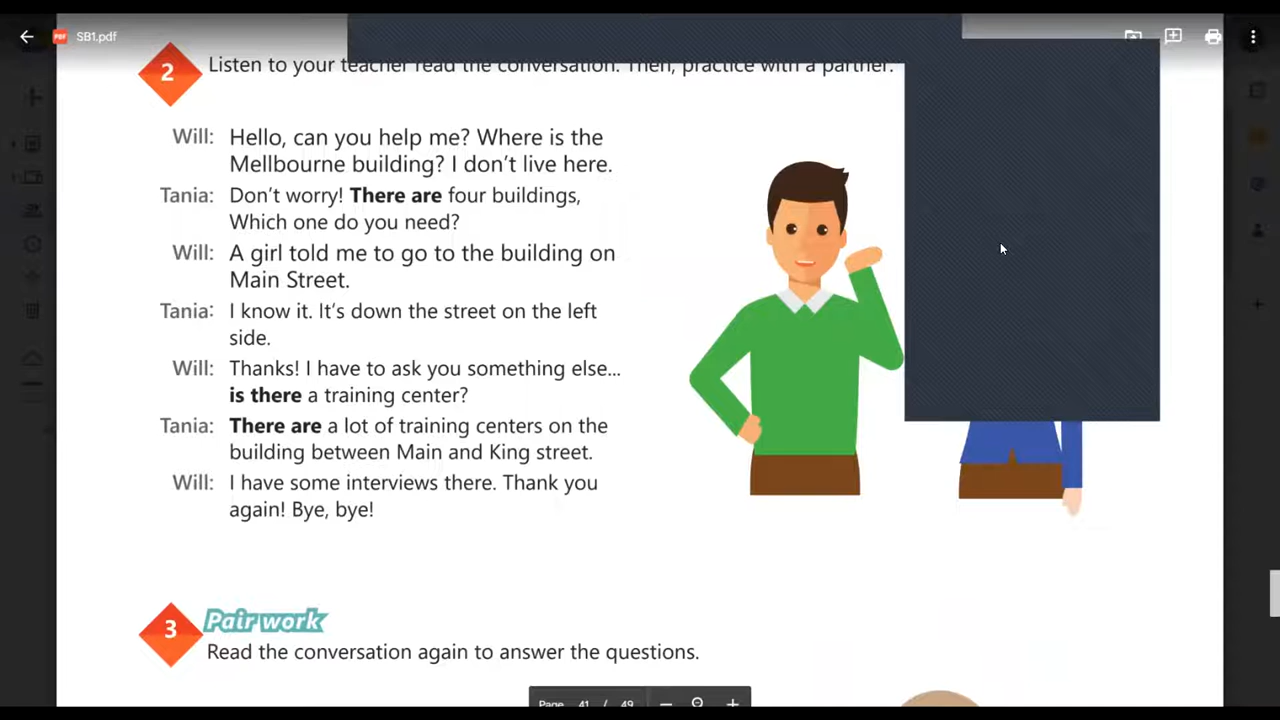 SB1.pdf
2 Listen to your teacher read the conversation. Then, practice with a partner.
Will: Hello, can you help me? Where is the
Mellbourne building? I don't live here.
Tania: Don't worry! There are four buildings,
Which one do you need?
Will: A girl told me to go to the building on
Main Street.
Tania: I know it. It's down the street on the left
side.
Will: Thanks! I have to ask you something else...
is there a training center?
Tania: There are a lot of training centers on the
building between Main and King street.
Will: I have some interviews there. Thank you
again! Bye, bye!
3 Pair work
Read the conversation again to answer the questions.
Page 41 / 49